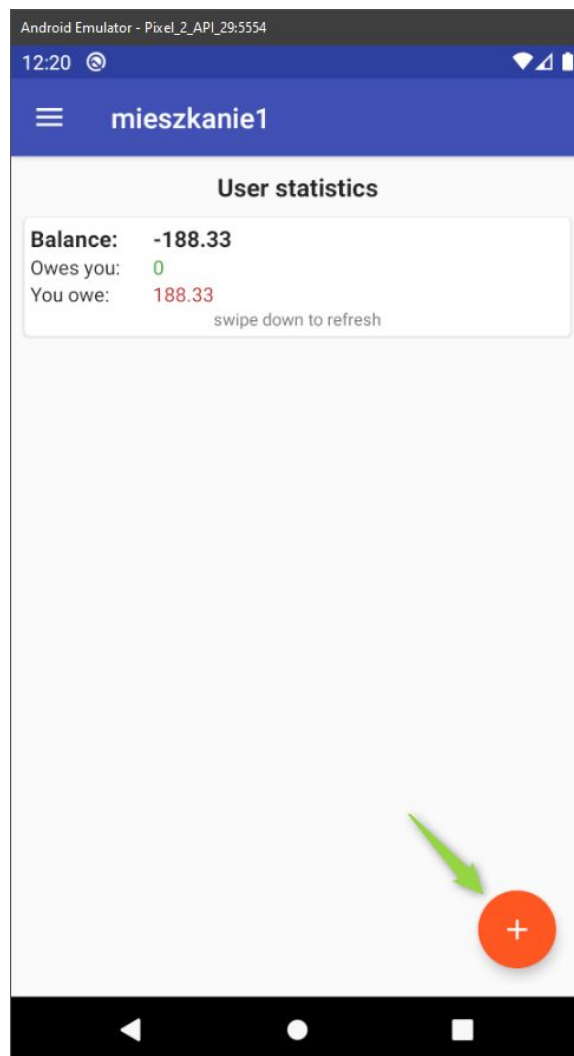 Android Emulator - Pixel_2_API_29:5554
12:20
mieszkanie1
User statistics
Balance: -188.33
Owes you: 0
You owe: 188.33
swipe down to refresh
+